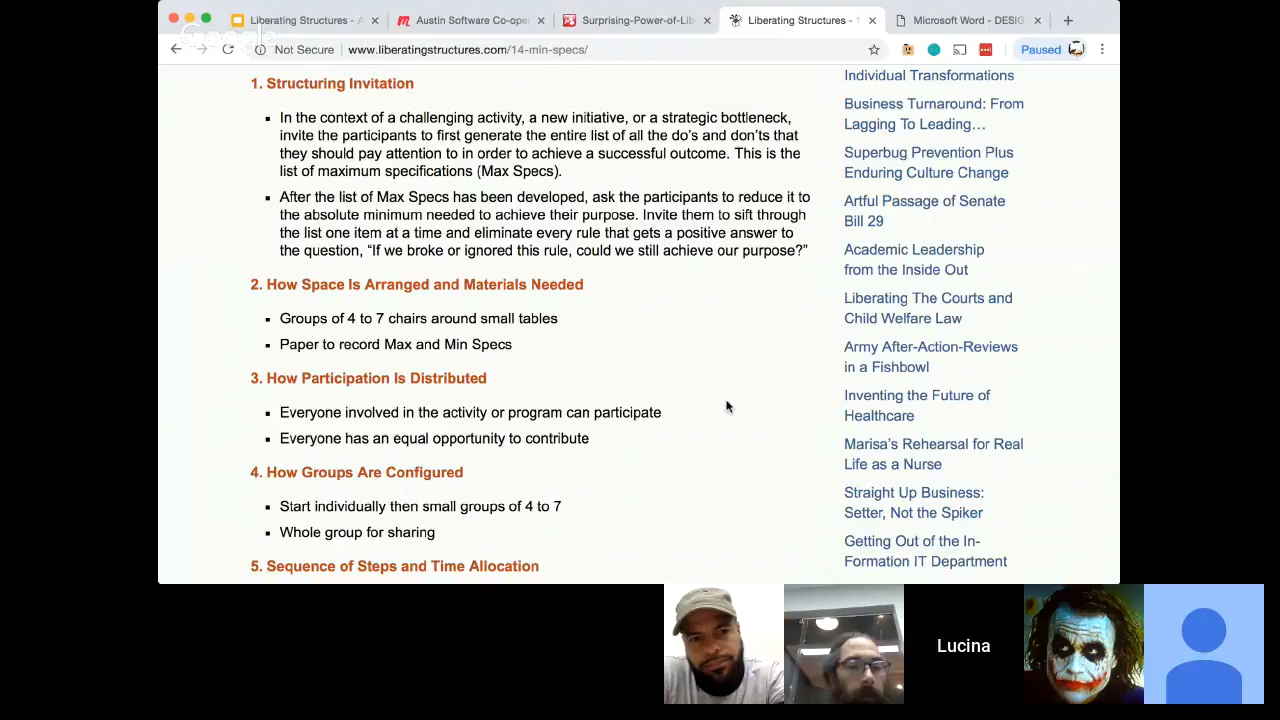 Liberating Structures - A
Austin Software Co-oper
Surprising-Power-of-Lib
Liberating Structures - 1
Microsoft Word - DESIG
Google
Not Secure
www.liberatingstructures.com/14-min-specs/
Paused
1. Structuring Invitation
In the context of a challenging activity, a new initiative, or a strategic bottleneck,
invite the participants to first generate the entire list of all the do's and don'ts that
they should pay attention to in order to achieve a successful outcome. This is the
list of maximum specifications (Max Specs).
After the list of Max Specs has been developed, ask the participants to reduce it to
the absolute minimum needed to achieve their purpose. Invite them to sift through
the list one item at a time and eliminate every rule that gets a positive answer to
the question, “If we broke or ignored this rule, could we still achieve our purpose?”
2. How Space Is Arranged and Materials Needed
Groups of 4 to 7 chairs around small tables
Paper to record Max and Min Specs
3. How Participation Is Distributed
Everyone involved in the activity or program can participate
Everyone has an equal opportunity to contribute
4. How Groups Are Configured
Start individually then small groups of 4 to 7
Whole group for sharing
5. Sequence of Steps and Time Allocation
Individual Transformations
Business Turnaround: From
Lagging To Leading…
Superbug Prevention Plus
Enduring Culture Change
Artful Passage of Senate
Bill 29
Academic Leadership
from the Inside Out
Liberating The Courts and
Child Welfare Law
Army After-Action-Reviews
in a Fishbowl
Inventing the Future of
Healthcare
Marisa's Rehearsal for Real
Life as a Nurse
Straight Up Business:
Setter, Not the Spiker
Getting Out of the In-
Formation IT Department
Lucina